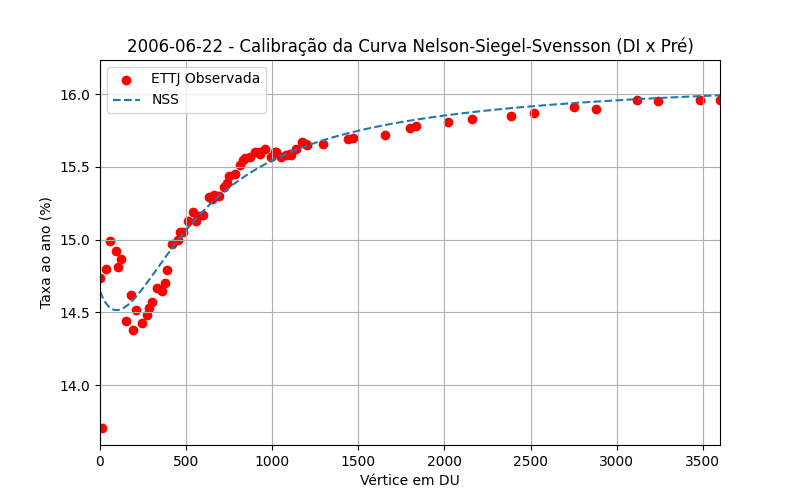 2006-06-22 - Calibração da Curva Nelson-Siegel-Svensson (DI x Pré)
ETTJ Observada
NSS
Taxa ao ano (%)
16.0
15.5
15.0
14.5
14.0
0 500 1000 1500 2000 2500 3000 3500
Vértice em DU